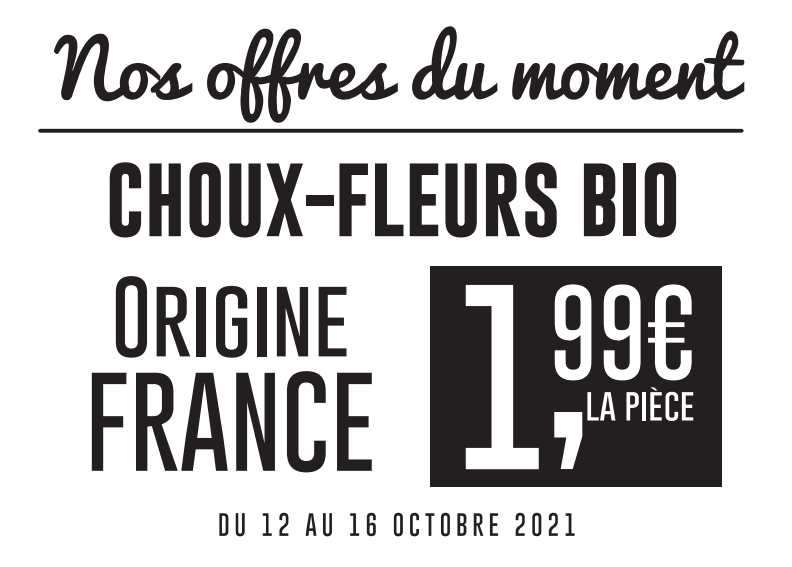 Nos offres du moment
CHOUX-FLEURS BIO
ORIGINE
FRANCE
1,99€
LA PIÈCE
DU 12 AU 16 OCTOBRE 2021